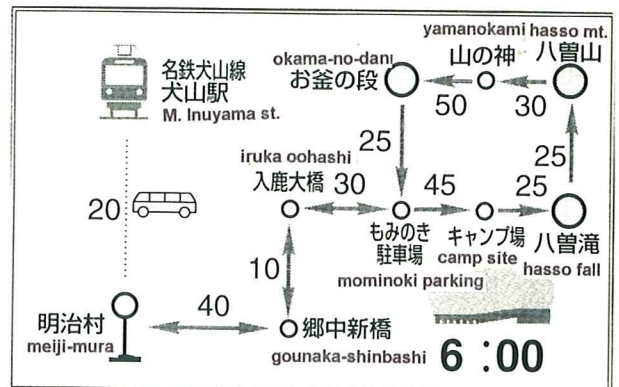 yamanokami hasso mt.
okama-no-dani 山の神 八曽山
名鉄犬山線 お釜の段
犬山駅
M. Inuyama st.
50 30
25
iruka oohashi
入鹿大橋 30 45 25 25
20
もみのき キャンプ場 八曽滝
駐車場 camp site
hasso fall
10
mominoki parking
40
明治村 郷中新橋
meiji-mura gounaka-shinbashi 6:00